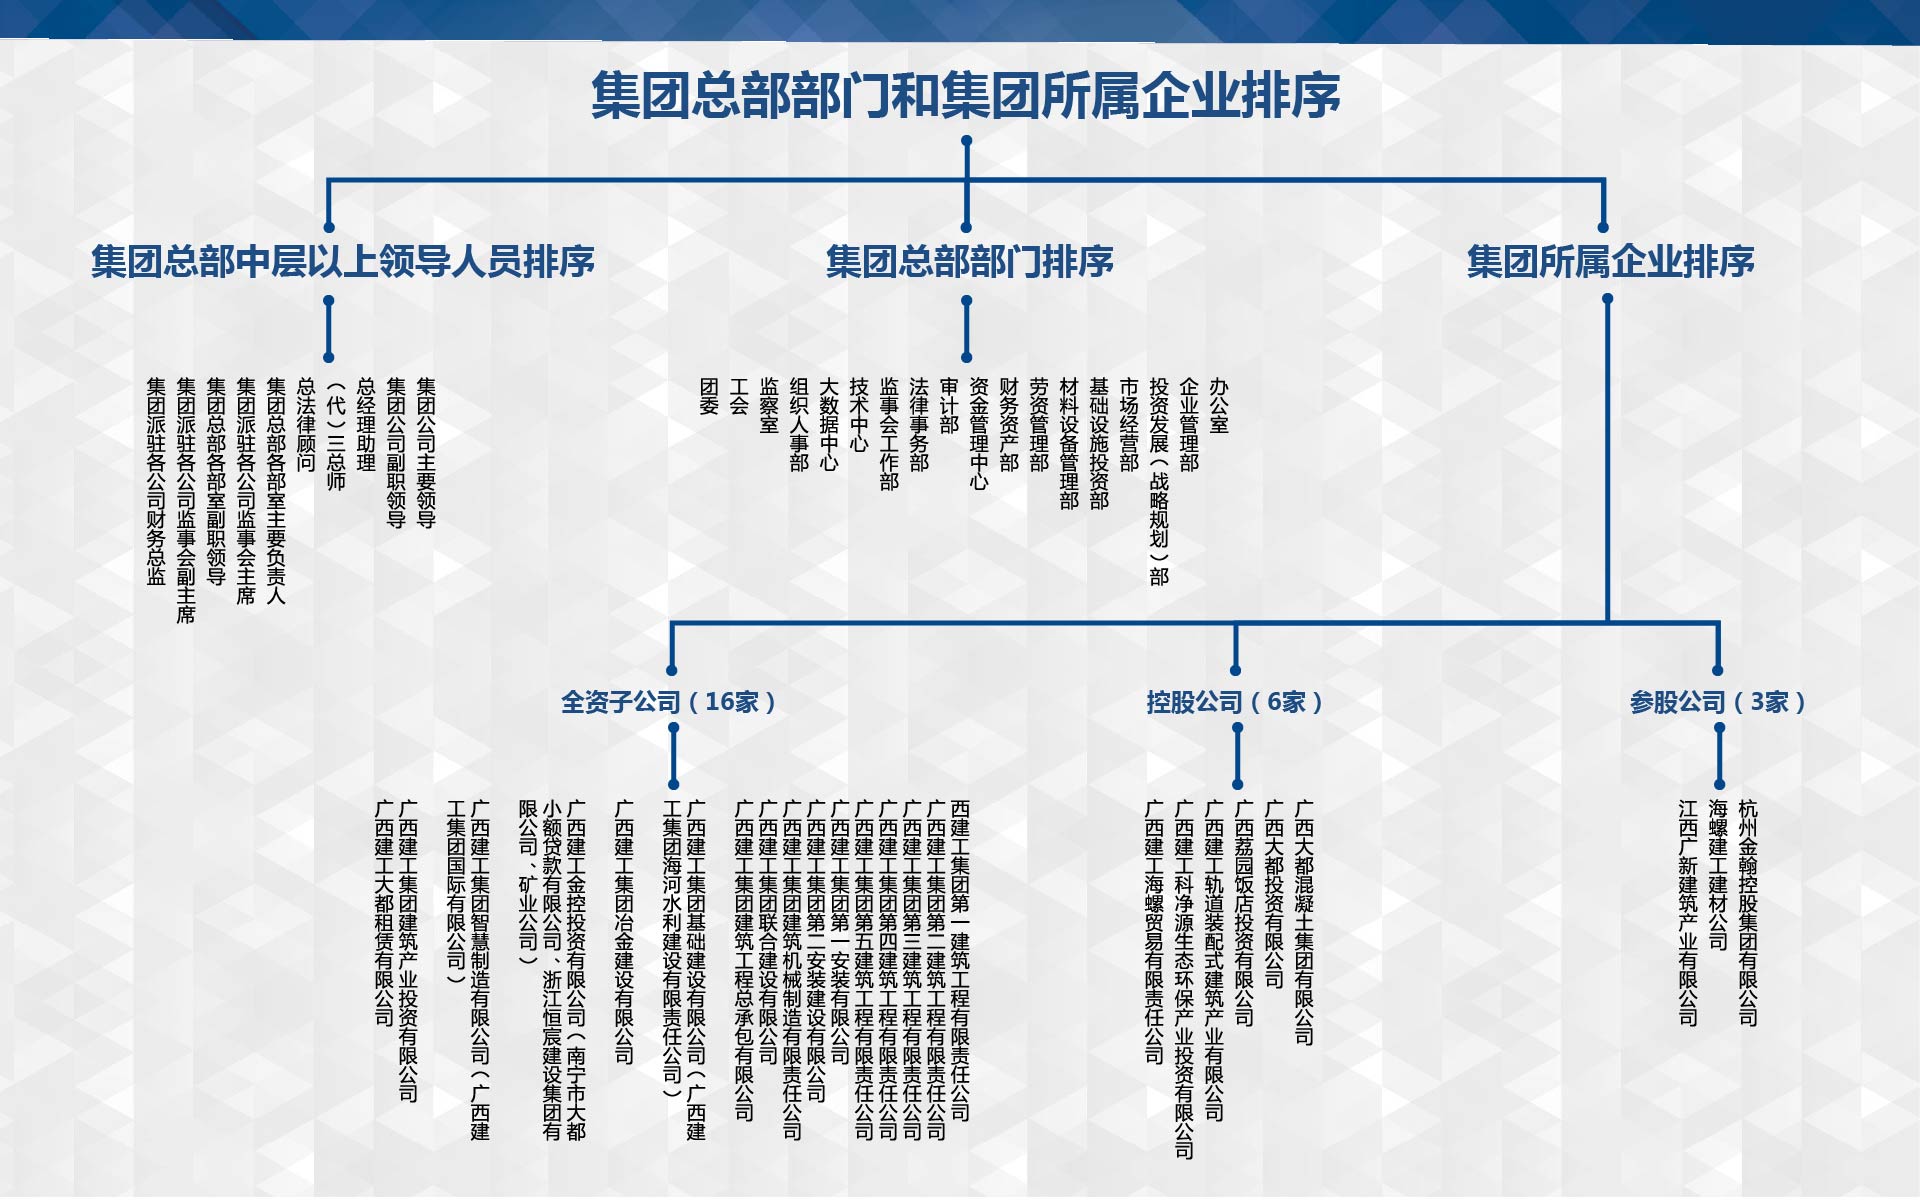 集团总部部门和集团所属企业排序
集团总部中层以上领导人员排序
集团公司主要领导
集团公司副职领导
总经理助理
（代）三总师
总法律顾问
集团总部各部室主要负责人
集团派驻各公司监事会主席
集团总部各部室副职领导
集团派驻各公司监事会副主席
集团派驻各公司财务总监
集团总部部门排序
办公室
企业管理部
投资发展（战略规划）部
市场经营部
基础设施投资部
材料设备管理部
劳资管理部
财务资产部
资金管理中心
审计部
法律事务部
监事会工作部
技术中心
大数据中心
组织人事部
监察室
工会
团委
集团所属企业排序
全资子公司（16家）
西建工集团第一建筑工程有限责任公司
广西建工集团第二建筑工程有限责任公司
广西建工集团第三建筑工程有限责任公司
广西建工集团第四建筑工程有限责任公司
广西建工集团第五建筑工程有限责任公司
广西建工集团第一安装有限公司
广西建工集团第二安装建设有限公司
广西建工集团建筑机械制造有限责任公司
广西建工集团联合建设有限公司
广西建工集团建筑工程总承包有限公司
广西建工集团基础建设有限公司（广西建
工集团海河水利建设有限责任公司）
广西建工集团冶金建设有限公司
广西建工金控投资有限公司（南宁市大都
小额贷款有限公司、浙江恒宸建设集团有
限公司、矿业公司）
广西建工集团智慧制造有限公司（广西建
工集团国际有限公司）
广西建工集团建筑产业投资有限公司
广西建工大都租赁有限公司
控股公司（6家）
广西大都混凝土集团有限公司
广西大都投资有限公司
广西荔园饭店投资有限公司
广西建工轨道装配式建筑产业有限公司
广西建工科净源生态环保产业投资有限公司
广西建工海螺贸易有限责任公司
参股公司（3家）
杭州金翰控股集团有限公司
海螺建工建材公司
江西广新建筑产业有限公司